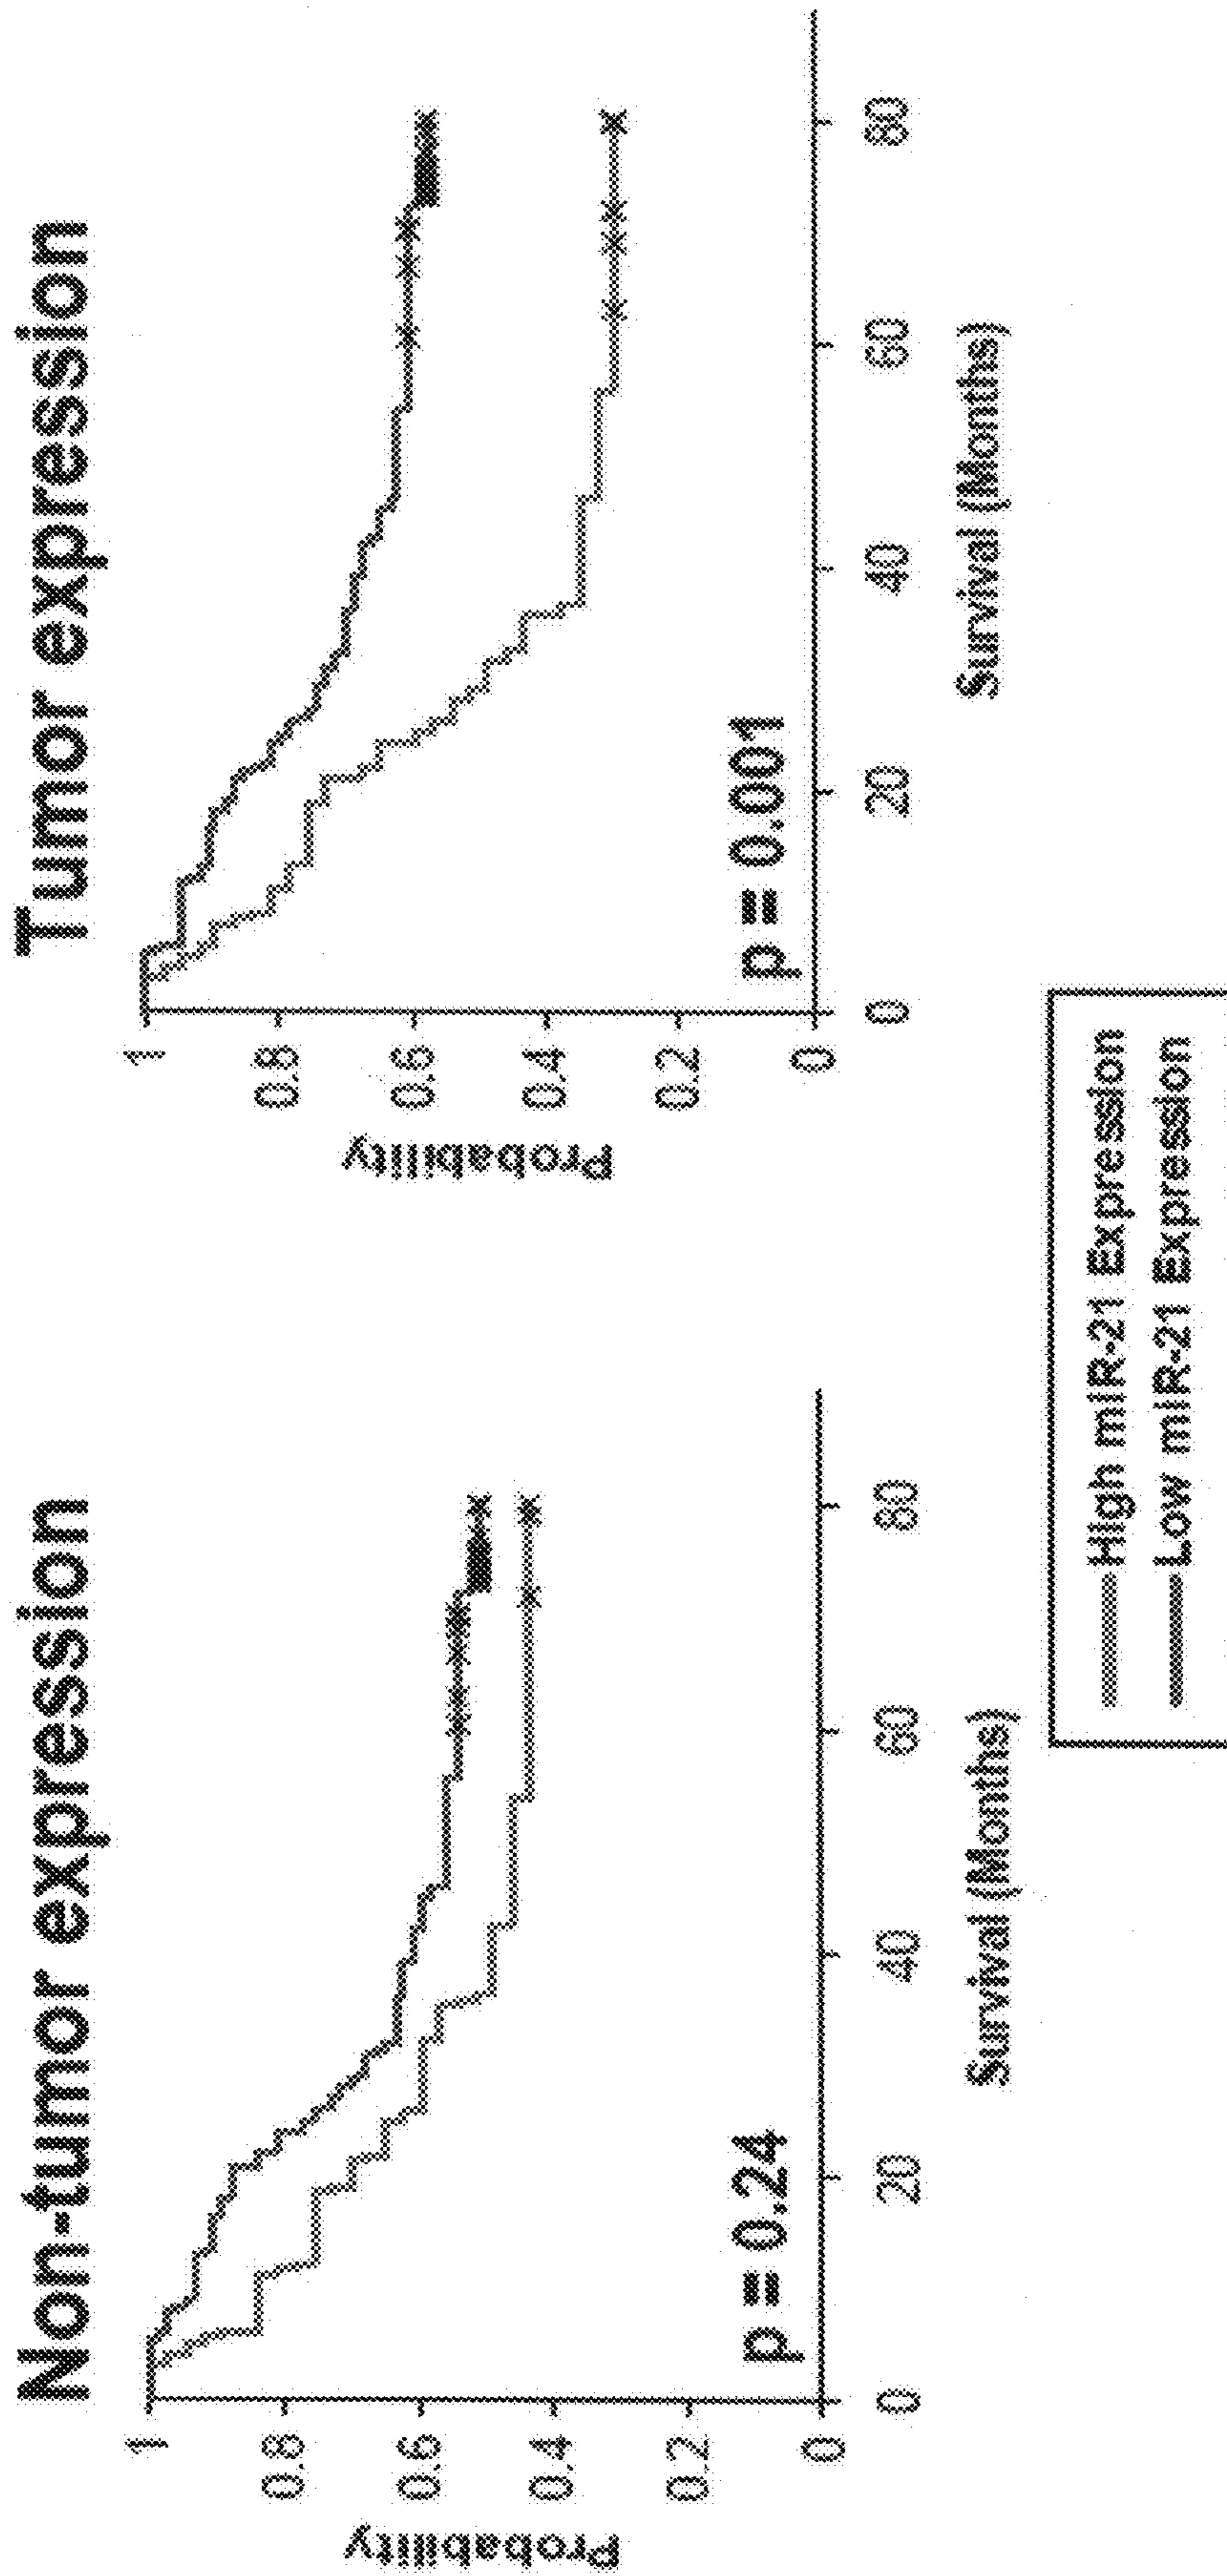 Non-tumor expression
Probability
1
0.8
0.6
0.4
0.2
0
p = 0.24
0 20 40 60 80
Survival (Months)
Tumor expression
Probability
1
0.8
0.6
0.4
0.2
0
p = 0.001
0 20 40 60 80
Survival (Months)
High miR-21 Expression
Low miR-21 Expression